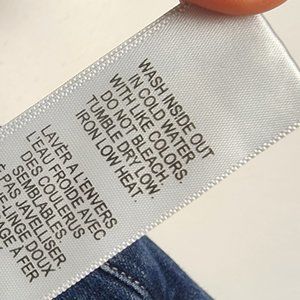 WASH INSIDE OUT
IN COLD WATER
WITH LIKE COLORS.
DO NOT BLEACH.
TUMBLE DRY LOW.
IRON LOW HEAT.
LAVER À L'ENVERS
L'EAU FROIDE AVEC
DES COULEURS
SEMBLABLES
PAS JAVELLISER
DOUX
À FER